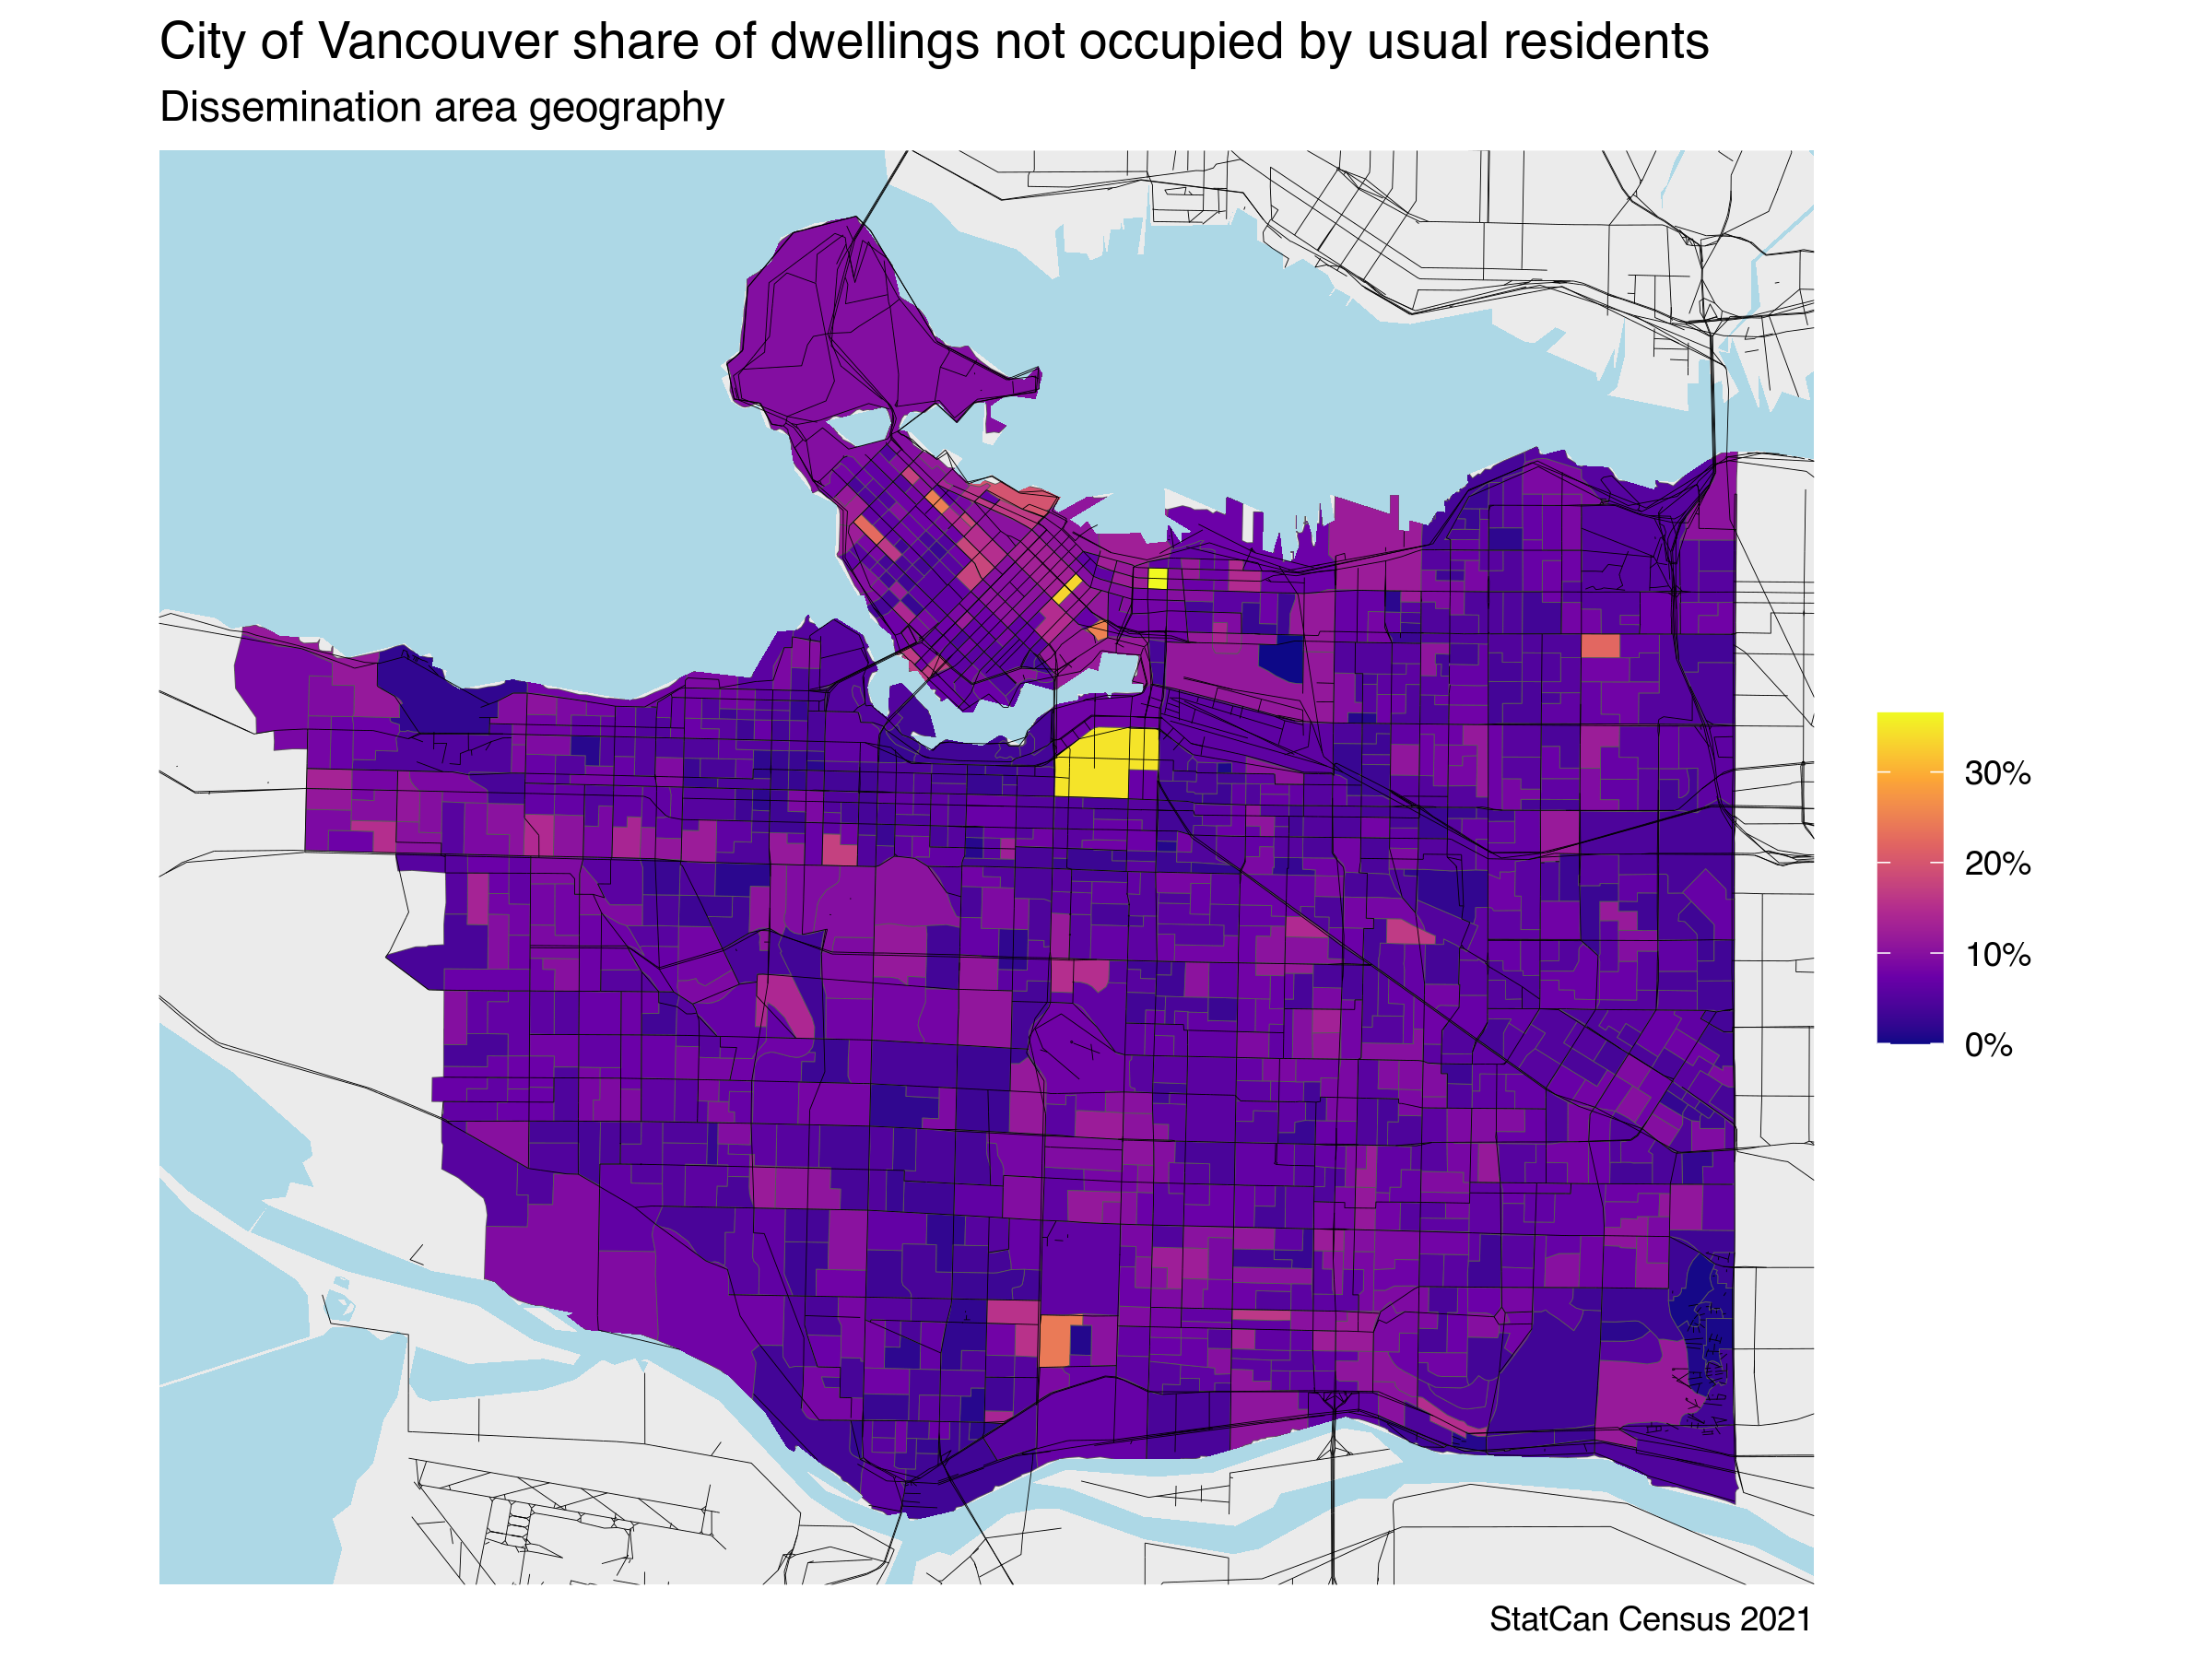 City of Vancouver share of dwellings not occupied by usual residents
Dissemination area geography
30%
20%
10%
0%
StatCan Census 2021